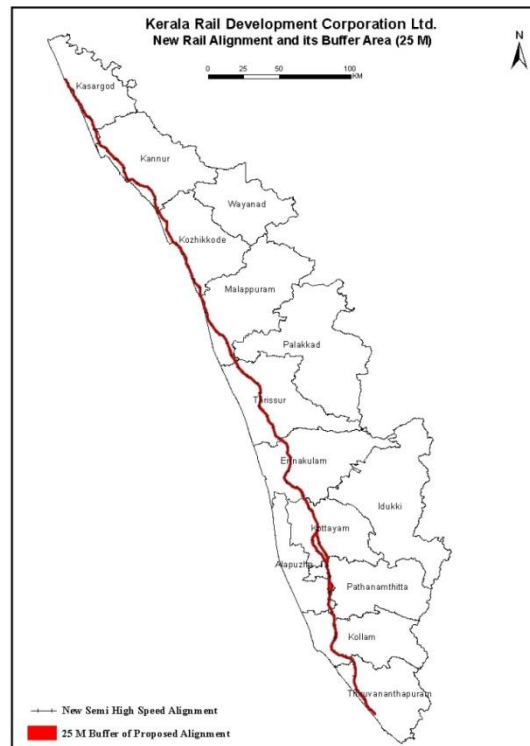 Kerala Rail Development Corporation Ltd.
New Rail Alignment and its Buffer Area (25 M)
N
0 25 50 100
KM
Kasargod
Kannur
Wayanad
Kozhikkode
Malappuram
Palakkad
Thrissur
Ernakulam
Idukki
Kottayam
Alapuzha
Pathanamthitta
Kollam
Thiruvananthapuram
New Semi High Speed Alignment
25 M Buffer of Proposed Alignment